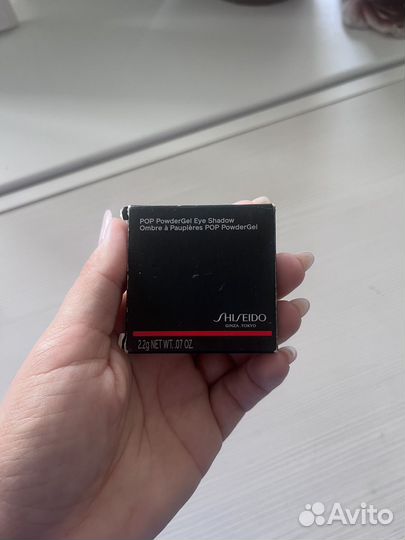 POP PowderGel Eye Shadow
Ombre à Paupières POP PowderGel
SHISEIDO
GINZA TOKYO
2.2g NET WT. .07 OZ.
Avito